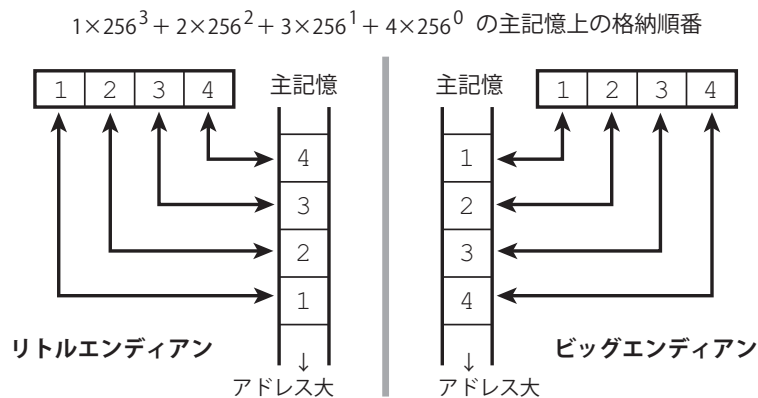 1×256³＋2×256²＋3×256¹＋4×256⁰ の主記憶上の格納順番
1 2 3 4
主記憶
4
3
2
1
リトルエンディアン
↓
アドレス大
主記憶
1 2 3 4
1
2
3
4
ビッグエンディアン
↓
アドレス大